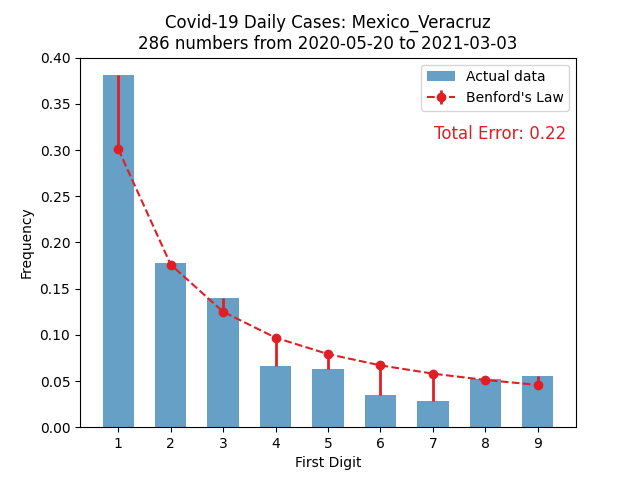 Covid-19 Daily Cases: Mexico_Veracruz
286 numbers from 2020-05-20 to 2021-03-03
Actual data
Benford's Law
Total Error: 0.22
Frequency
0.40
0.35
0.30
0.25
0.20
0.15
0.10
0.05
0.00
1 2 3 4 5 6 7 8 9
First Digit